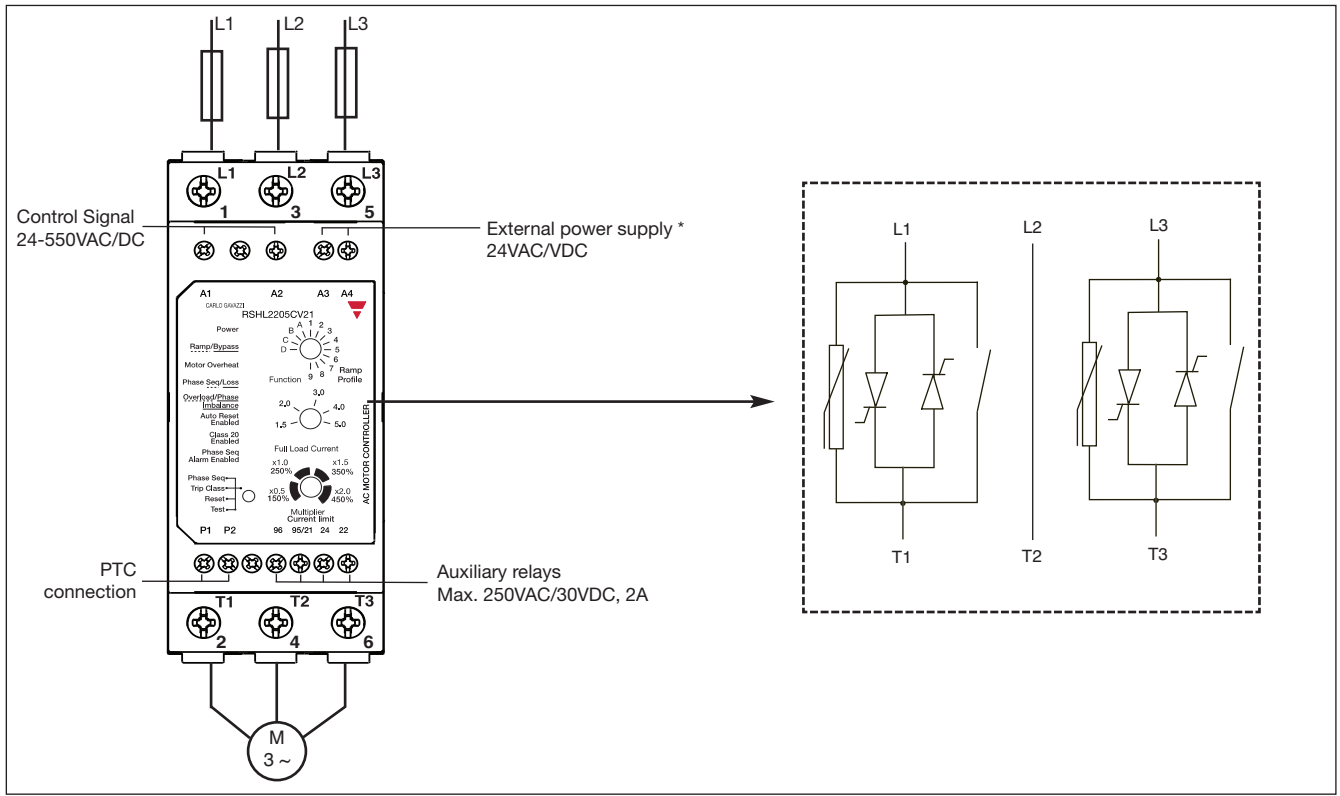 L1 L2 L3
L1 L2 L3
1 3 5
Control Signal
24-550VAC/DC
External power supply *
24VAC/VDC
A1 A2 A3 A4
CARLO GAVAZZI
RSHL2205CV21
Power
Ramp/Bypass
Motor Overheat
Phase Seq/Loss
Overload/Phase
Imbalance
Auto Reset
Enabled
Class 20
Enabled
Phase Seq
Alarm Enabled
Phase Seq
Trip Class
Reset
Test
D C B A 1 2 3 4 5 6 7 8 9
Function
Ramp
Profile
1.5 2.0 3.0 4.0 5.0
Full Load Current
x1.0 x1.5
250% 350%
x0.5 x2.0
150% 450%
Multiplier
Current limit
AC MOTOR CONTROLLER
P1 P2 96 95/21 24 22
PTC
connection
Auxiliary relays
Max. 250VAC/30VDC, 2A
T1 T2 T3
2 4 6
M
3 ~
L1 L2 L3
T1 T2 T3